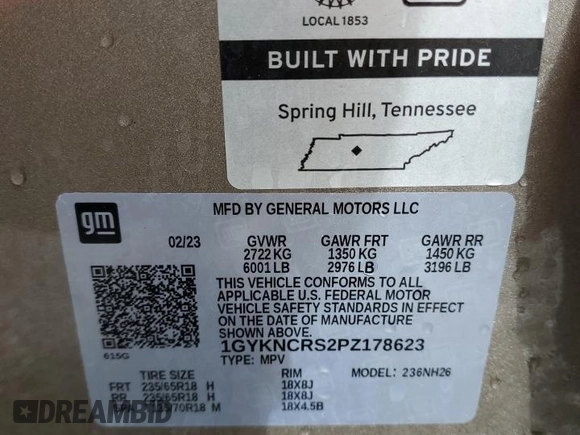 LOCAL 1853
BUILT WITH PRIDE
Spring Hill, Tennessee
gm
MFD BY GENERAL MOTORS LLC
02/23 GVWR GAWR FRT GAWR RR
2722 KG 1350 KG 1450 KG
6001 LB 2976 LB 3196 LB
THIS VEHICLE CONFORMS TO ALL
APPLICABLE U.S. FEDERAL MOTOR
VEHICLE SAFETY STANDARDS IN EFFECT
ON THE DATE OF MANUFACTURE
SHOWN ABOVE.
615G
1GYKNCRS2PZ178623
TYPE: MPV MODEL: 236NH26
TIRE SIZE RIM
FRT 235/65R18 H 18X8J
RR 235/65R18 H 18X8J
70R18 M 18X4.5B
DREAMBID